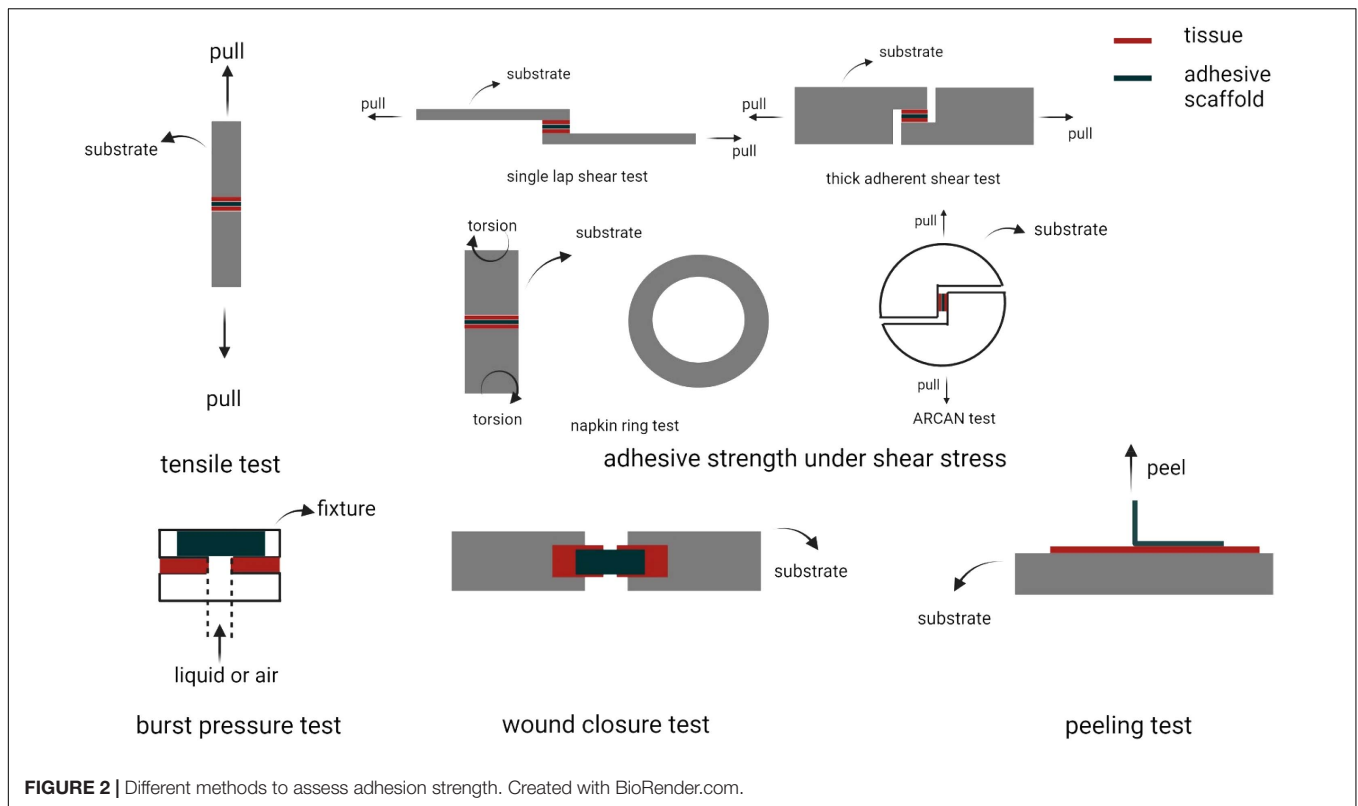 pull
substrate
pull
tensile test
substrate
pull
pull
single lap shear test
substrate
pull
pull
thick adherent shear test
tissue
adhesive
scaffold
torsion
substrate
torsion
napkin ring test
pull
substrate
pull
ARCAN test
adhesive strength under shear stress
fixture
liquid or air
burst pressure test
substrate
wound closure test
peel
substrate
peeling test
FIGURE 2 | Different methods to assess adhesion strength. Created with BioRender.com.